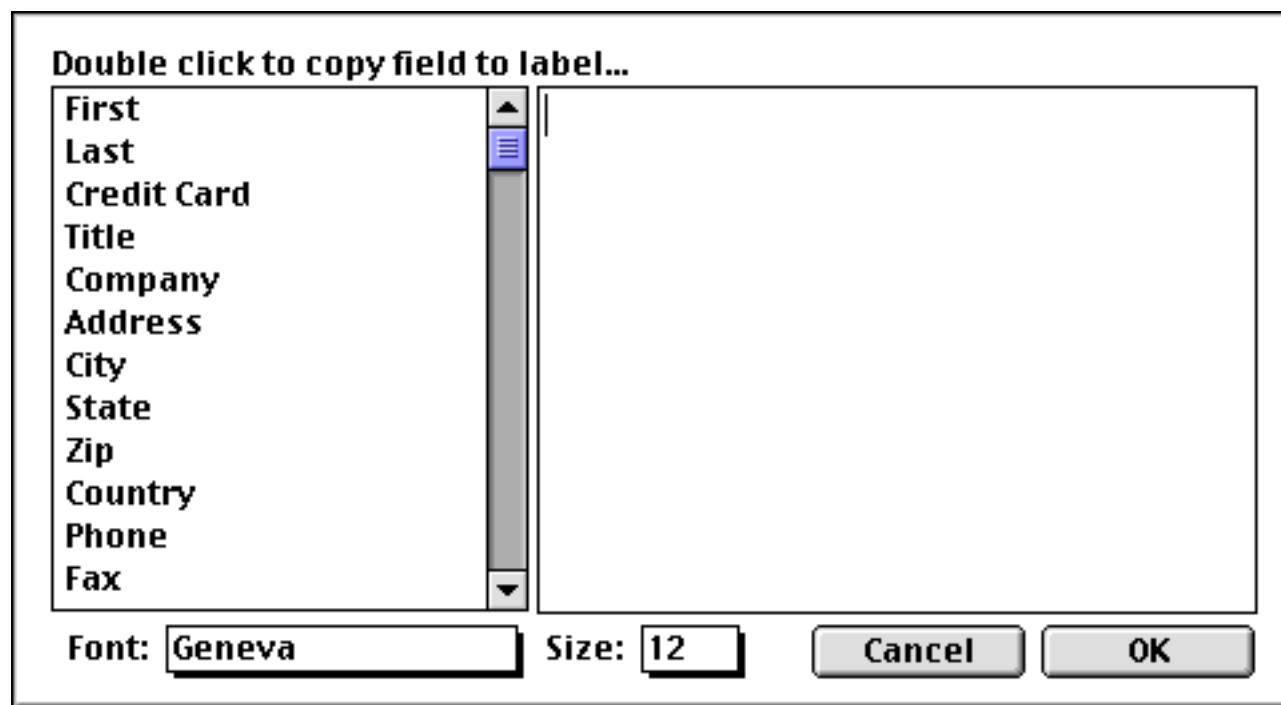 Double click to copy field to label...
First
Last
Credit Card
Title
Company
Address
City
State
Zip
Country
Phone
Fax
Font: Geneva Size: 12 Cancel OK